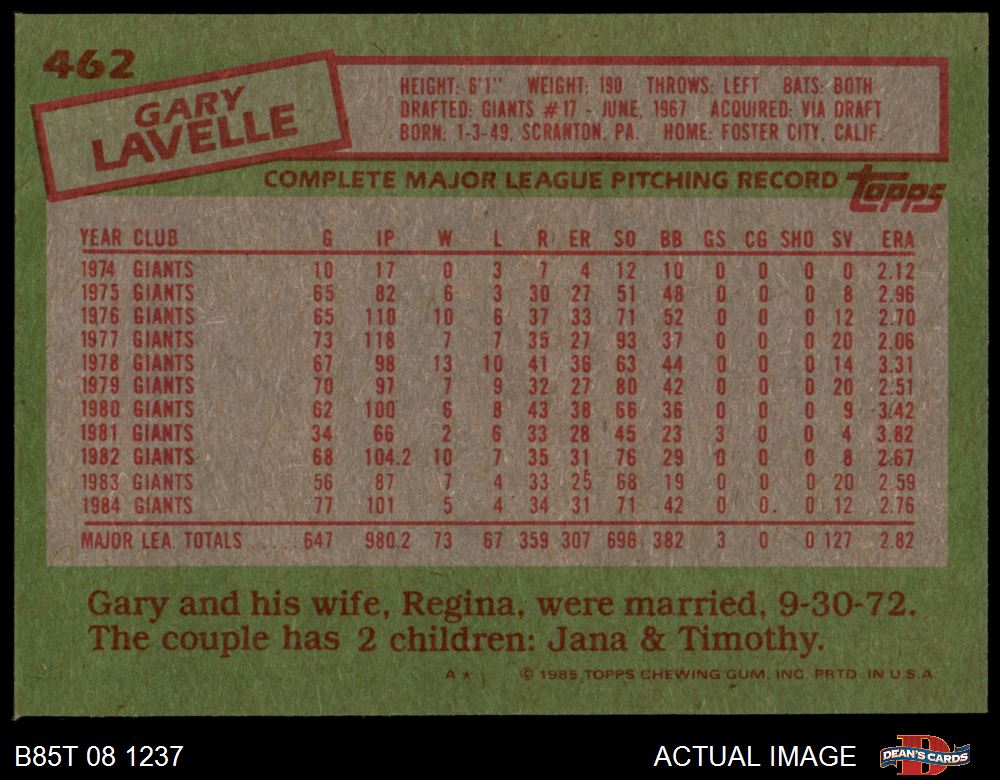 462
GARY
LAVELLE
HEIGHT: 6'1" WEIGHT: 190 THROWS: LEFT BATS: BOTH
DRAFTED: GIANTS #17 - JUNE, 1967 ACQUIRED: VIA DRAFT
BORN: 1-3-49, SCRANTON, PA. HOME: FOSTER CITY, CALIF.
COMPLETE MAJOR LEAGUE PITCHING RECORD topps
YEAR CLUB G IP W L R ER SO BB GS CG SHO SV ERA
1974 GIANTS 10 17 0 3 7 4 12 10 0 0 0 0 2.12
1975 GIANTS 65 82 6 3 30 27 51 48 0 0 0 8 2.96
1976 GIANTS 65 110 10 6 37 33 71 52 0 0 0 12 2.70
1977 GIANTS 73 118 7 7 35 27 93 37 0 0 0 20 2.06
1978 GIANTS 67 98 13 10 41 36 63 44 0 0 0 14 3.31
1979 GIANTS 70 97 7 9 32 27 80 42 0 0 0 20 2.51
1980 GIANTS 62 100 6 8 43 38 66 36 0 0 0 9 3.42
1981 GIANTS 34 66 2 6 33 28 45 23 3 0 0 4 3.82
1982 GIANTS 68 104.2 10 7 35 31 76 29 0 0 0 8 2.67
1983 GIANTS 56 87 7 4 33 25 68 19 0 0 0 20 2.59
1984 GIANTS 77 101 5 4 34 31 71 42 0 0 0 12 2.76
MAJOR LEA. TOTALS ..... 647 980.2 73 67 359 307 696 382 3 0 0 127 2.82
Gary and his wife, Regina, were married, 9-30-72.
The couple has 2 children: Jana & Timothy.
A* © 1985 TOPPS CHEWING GUM, INC. PRTD. IN U.S.A.
B85T 08 1237 ACTUAL IMAGE D DEAN'S CARDS